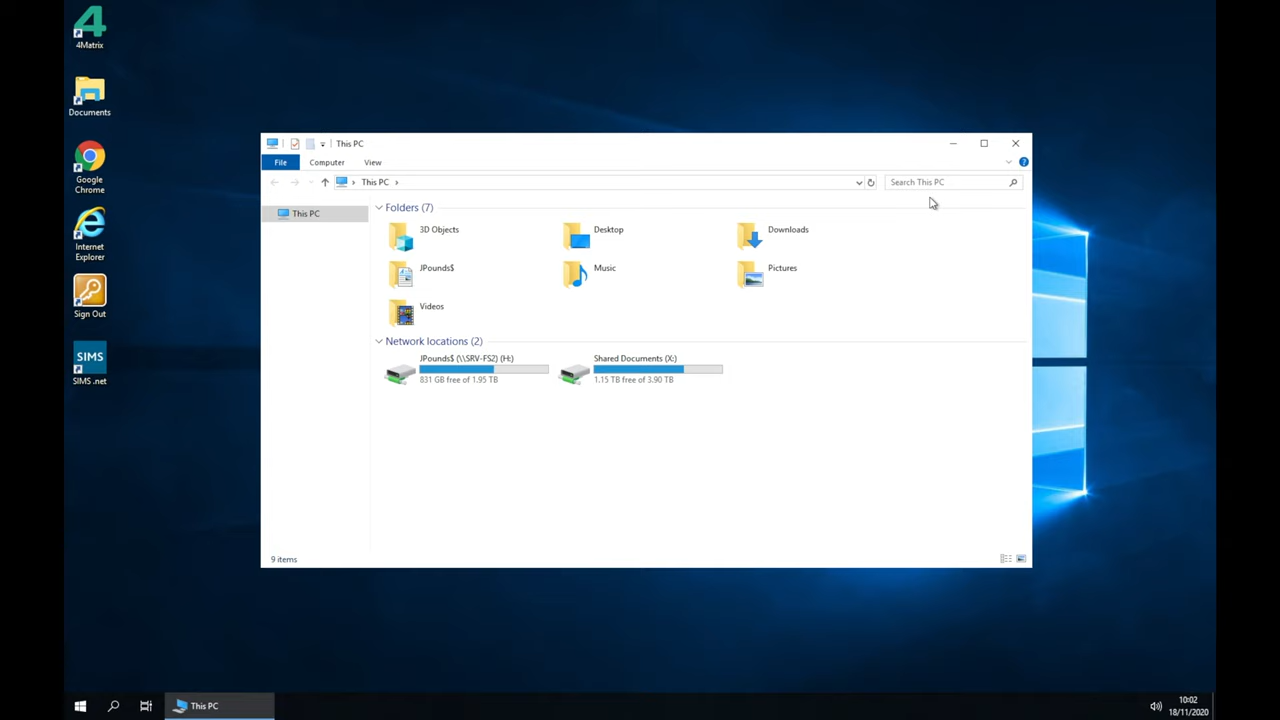 4Matrix
Documents
Google
Chrome
Internet
Explorer
Sign Out
SIMS
SIMS .net
This PC
File
Computer
View
?
This PC
Search This PC
This PC
Folders (7)
3D Objects
Desktop
Downloads
JPounds$
Music
Pictures
Videos
Network locations (2)
JPounds$ (\\SRV-FS2) (H:)
831 GB free of 1.95 TB
Shared Documents (X:)
1.15 TB free of 3.90 TB
9 items
This PC
10:02
18/11/2020